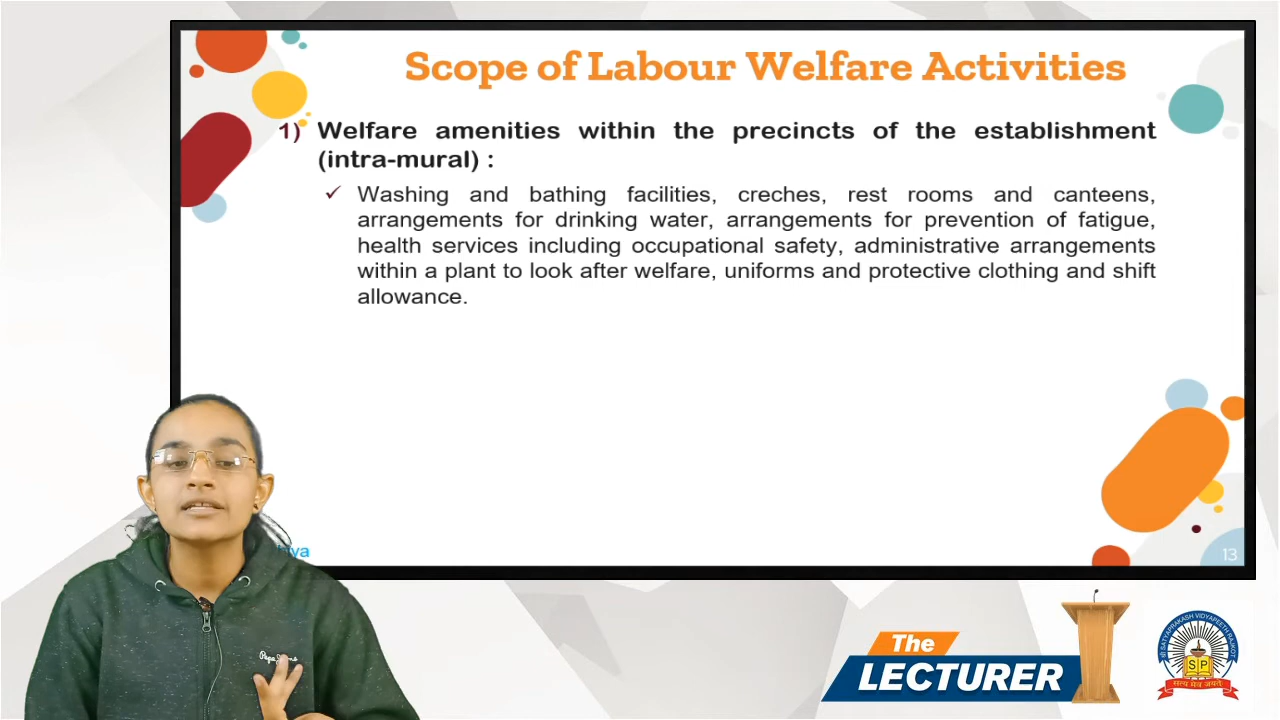 Scope of Labour Welfare Activities
1) Welfare amenities within the precincts of the establishment
(intra-mural) :
✓ Washing and bathing facilities, creches, rest rooms and canteens,
arrangements for drinking water, arrangements for prevention of fatigue,
health services including occupational safety, administrative arrangements
within a plant to look after welfare, uniforms and protective clothing and shift
allowance.
13
The
LECTURER
SP
सत्य मेव जयते